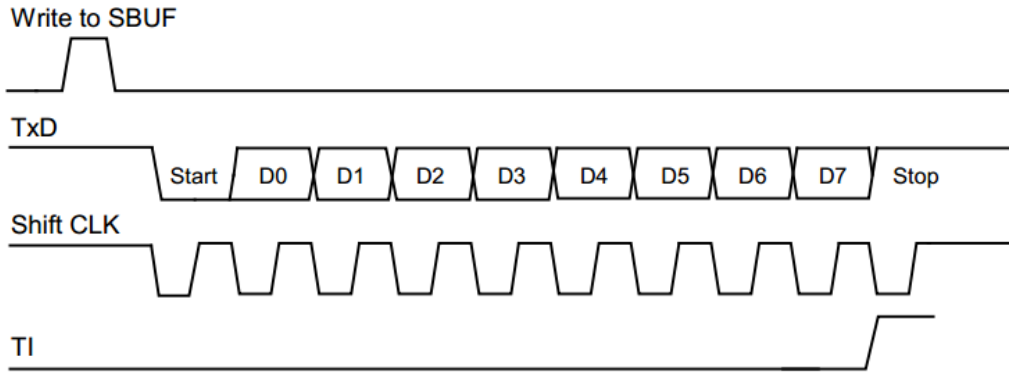 Write to SBUF
TxD
Start D0 D1 D2 D3 D4 D5 D6 D7 Stop
Shift CLK
TI